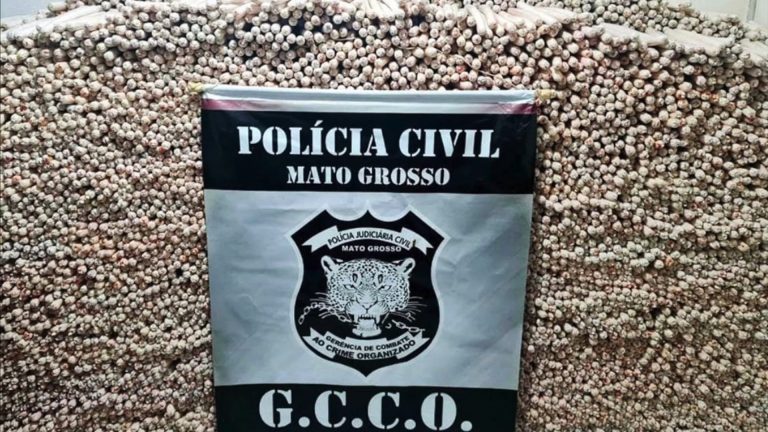 POLÍCIA CIVIL
MATO GROSSO
POLÍCIA JUDICIÁRIA CIVIL
MATO GROSSO
GERÊNCIA DE COMBATE
AO CRIME ORGANIZADO
G.C.C.O.